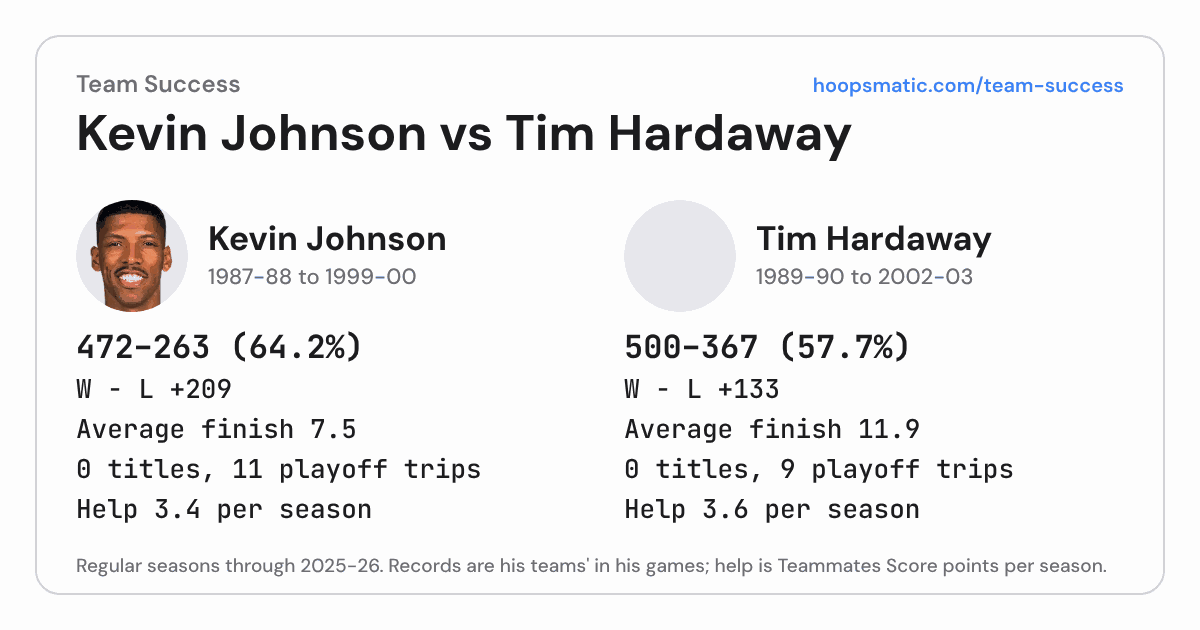 Team Success
hoopsmatic.com/team-success
Kevin Johnson vs Tim Hardaway
Kevin Johnson
1987-88 to 1999-00
472-263 (64.2%)
W - L +209
Average finish 7.5
0 titles, 11 playoff trips
Help 3.4 per season
Tim Hardaway
1989-90 to 2002-03
500-367 (57.7%)
W - L +133
Average finish 11.9
0 titles, 9 playoff trips
Help 3.6 per season
Regular seasons through 2025-26. Records are his teams' in his games; help is Teammates Score points per season.